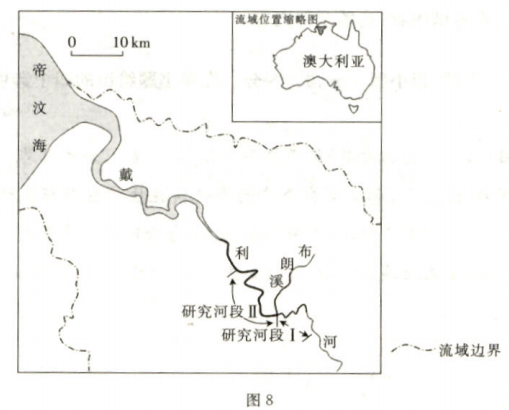 流域位置缩略图
澳大利亚
0 10 km
帝汶海
戴利河
布朗溪
研究河段Ⅱ
研究河段Ⅰ
流域边界
图8